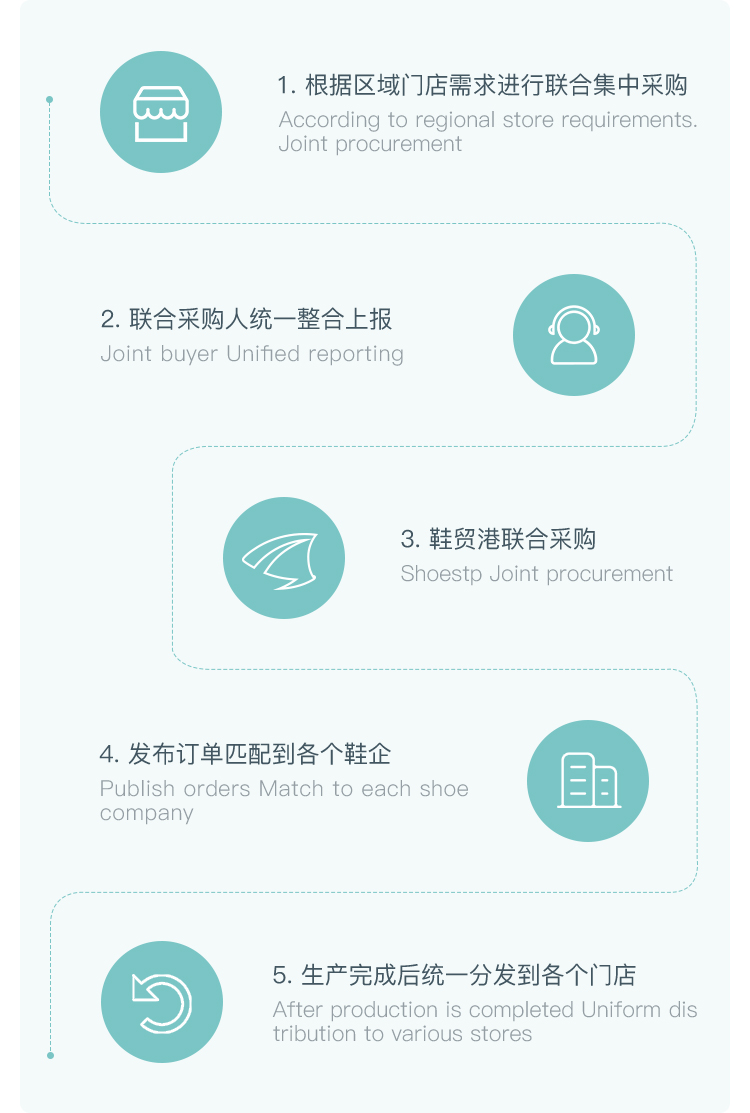 1. 根据区域门店需求进行联合集中采购
According to regional store requirements.
Joint procurement
2. 联合采购人统一整合上报
Joint buyer Unified reporting
3. 鞋贸港联合采购
Shoestp Joint procurement
4. 发布订单匹配到各个鞋企
Publish orders Match to each shoe
company
5. 生产完成后统一分发到各个门店
After production is completed Uniform dis
tribution to various stores